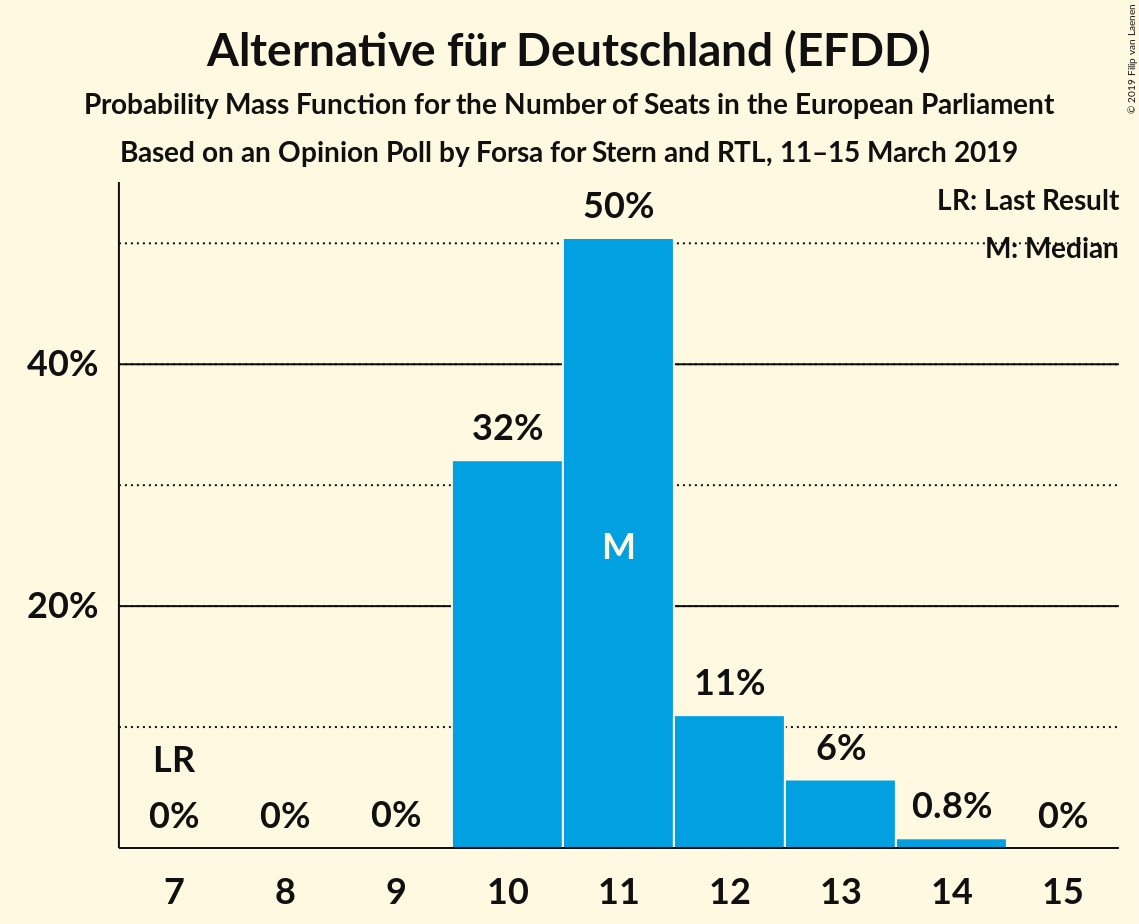 Alternative für Deutschland (EFDD)
Probability Mass Function for the Number of Seats in the European Parliament
Based on an Opinion Poll by Forsa for Stern and RTL, 11–15 March 2019
© 2019 Filip van Laenen
LR: Last Result
M: Median
50%
40%
32%
M
20%
11%
6%
LR
0.8%
0%
0%
0%
0%
7
8
9
10
11
12
13
14
15